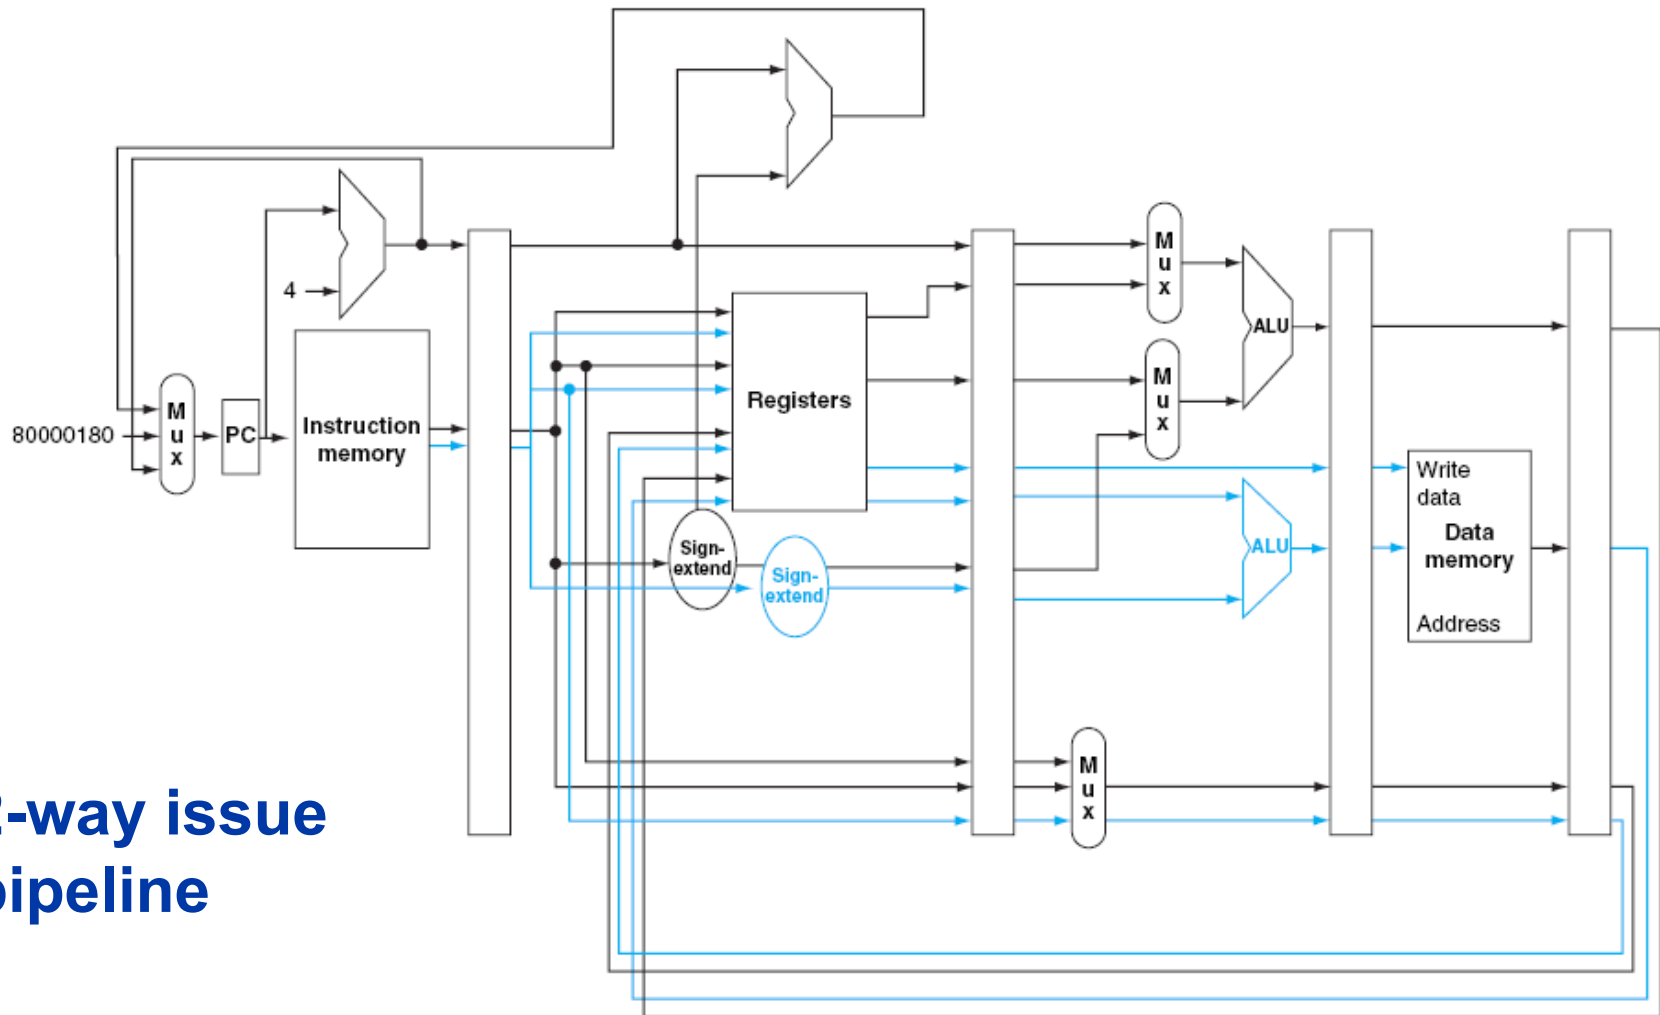 4
M
u
x
80000180
PC
Instruction
memory
Registers
Sign-
extend
Sign-
extend
M
u
x
M
u
x
ALU
ALU
Write
data
Data
memory
Address
M
u
x
2-way issue
pipeline